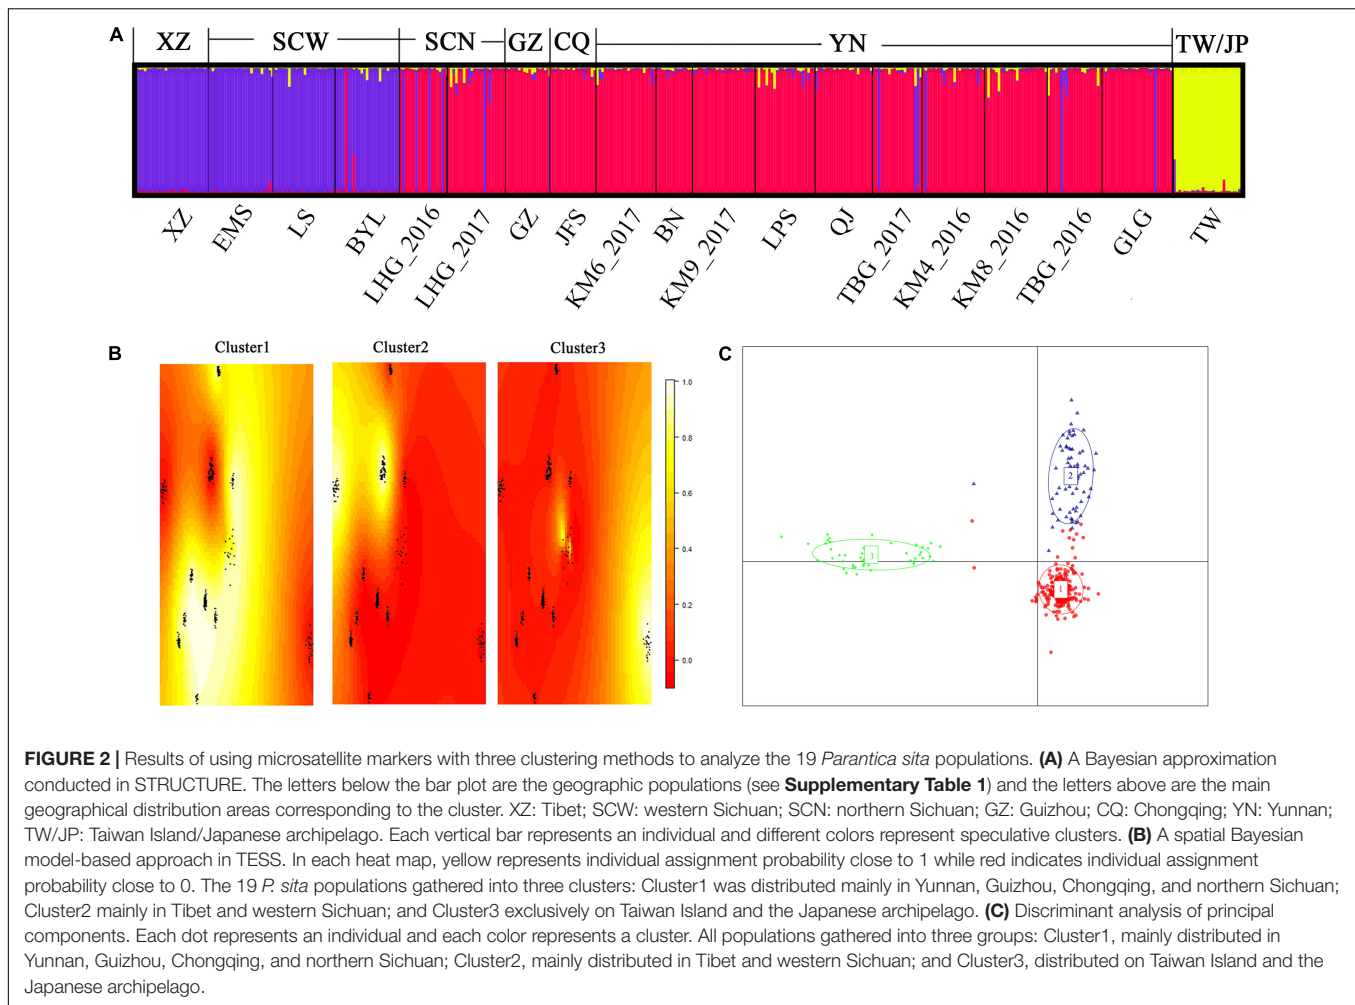 A
XZ SCW SCN GZ CQ YN TW/JP
XZ EMS LS BYL LHG_2016 LHG_2017 GZ JFS KM6_2017 BN KM9_2017 LPS QJ TBG_2017 KM4_2016 KM8_2016 TBG_2016 GLG TW
B
Cluster1 Cluster2 Cluster3
1.0
0.8
0.6
0.4
0.2
0.0
C
2
3
1
FIGURE 2 | Results of using microsatellite markers with three clustering methods to analyze the 19 Parantica sita populations. (A) A Bayesian approximation
conducted in STRUCTURE. The letters below the bar plot are the geographic populations (see Supplementary Table 1) and the letters above are the main
geographical distribution areas corresponding to the cluster. XZ: Tibet; SCW: western Sichuan; SCN: northern Sichuan; GZ: Guizhou; CQ: Chongqing; YN: Yunnan;
TW/JP: Taiwan Island/Japanese archipelago. Each vertical bar represents an individual and different colors represent speculative clusters. (B) A spatial Bayesian
model-based approach in TESS. In each heat map, yellow represents individual assignment probability close to 1 while red indicates individual assignment
probability close to 0. The 19 P. sita populations gathered into three clusters: Cluster1 was distributed mainly in Yunnan, Guizhou, Chongqing, and northern Sichuan;
Cluster2 mainly in Tibet and western Sichuan; and Cluster3 exclusively on Taiwan Island and the Japanese archipelago. (C) Discriminant analysis of principal
components. Each dot represents an individual and each color represents a cluster. All populations gathered into three groups: Cluster1, mainly distributed in
Yunnan, Guizhou, Chongqing, and northern Sichuan; Cluster2, mainly distributed in Tibet and western Sichuan; and Cluster3, distributed on Taiwan Island and the
Japanese archipelago.